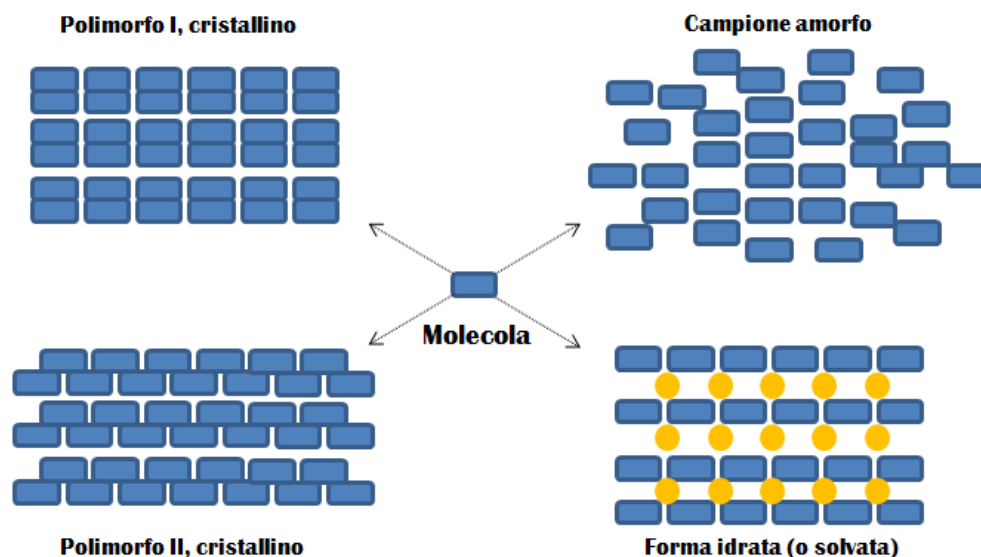 Polimorfo I, cristallino
Campione amorfo
Molecola
Polimorfo II, cristallino
Forma idrata (o solvata)